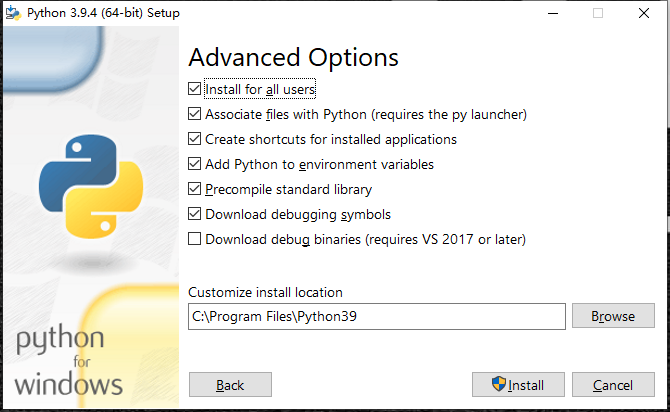 Python 3.9.4 (64-bit) Setup
Advanced Options
Install for all users
Associate files with Python (requires the py launcher)
Create shortcuts for installed applications
Add Python to environment variables
Precompile standard library
Download debugging symbols
Download debug binaries (requires VS 2017 or later)
Customize install location
C:\Program Files\Python39
Browse
python
for
windows
Back
Install
Cancel